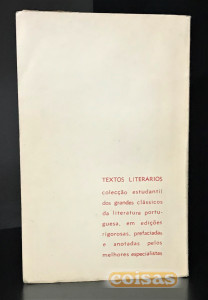 TEXTOS LITERÁRIOS
colecção estudantil
dos grandes clássicos
da literatura portu-
guesa, em edições
rigorosas, prefaciadas
e anotadas pelos
melhores especialistas
coisas